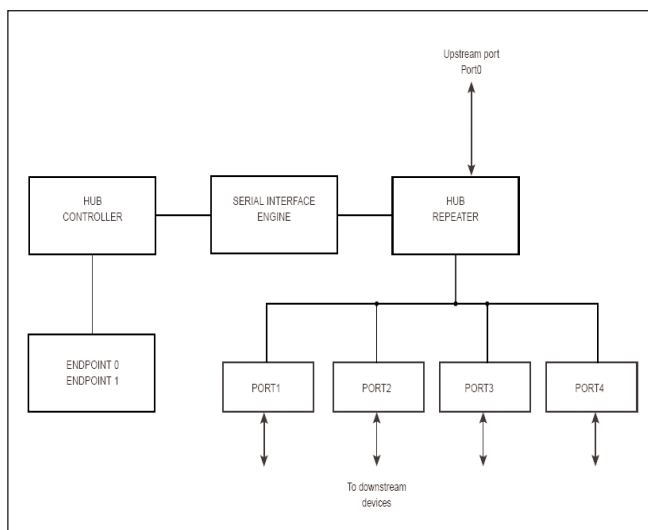 Upstream port
Port0
HUB
CONTROLLER
SERIAL INTERFACE
ENGINE
HUB
REPEATER
ENDPOINT 0
ENDPOINT 1
PORT1
PORT2
PORT3
PORT4
To downstream
devices